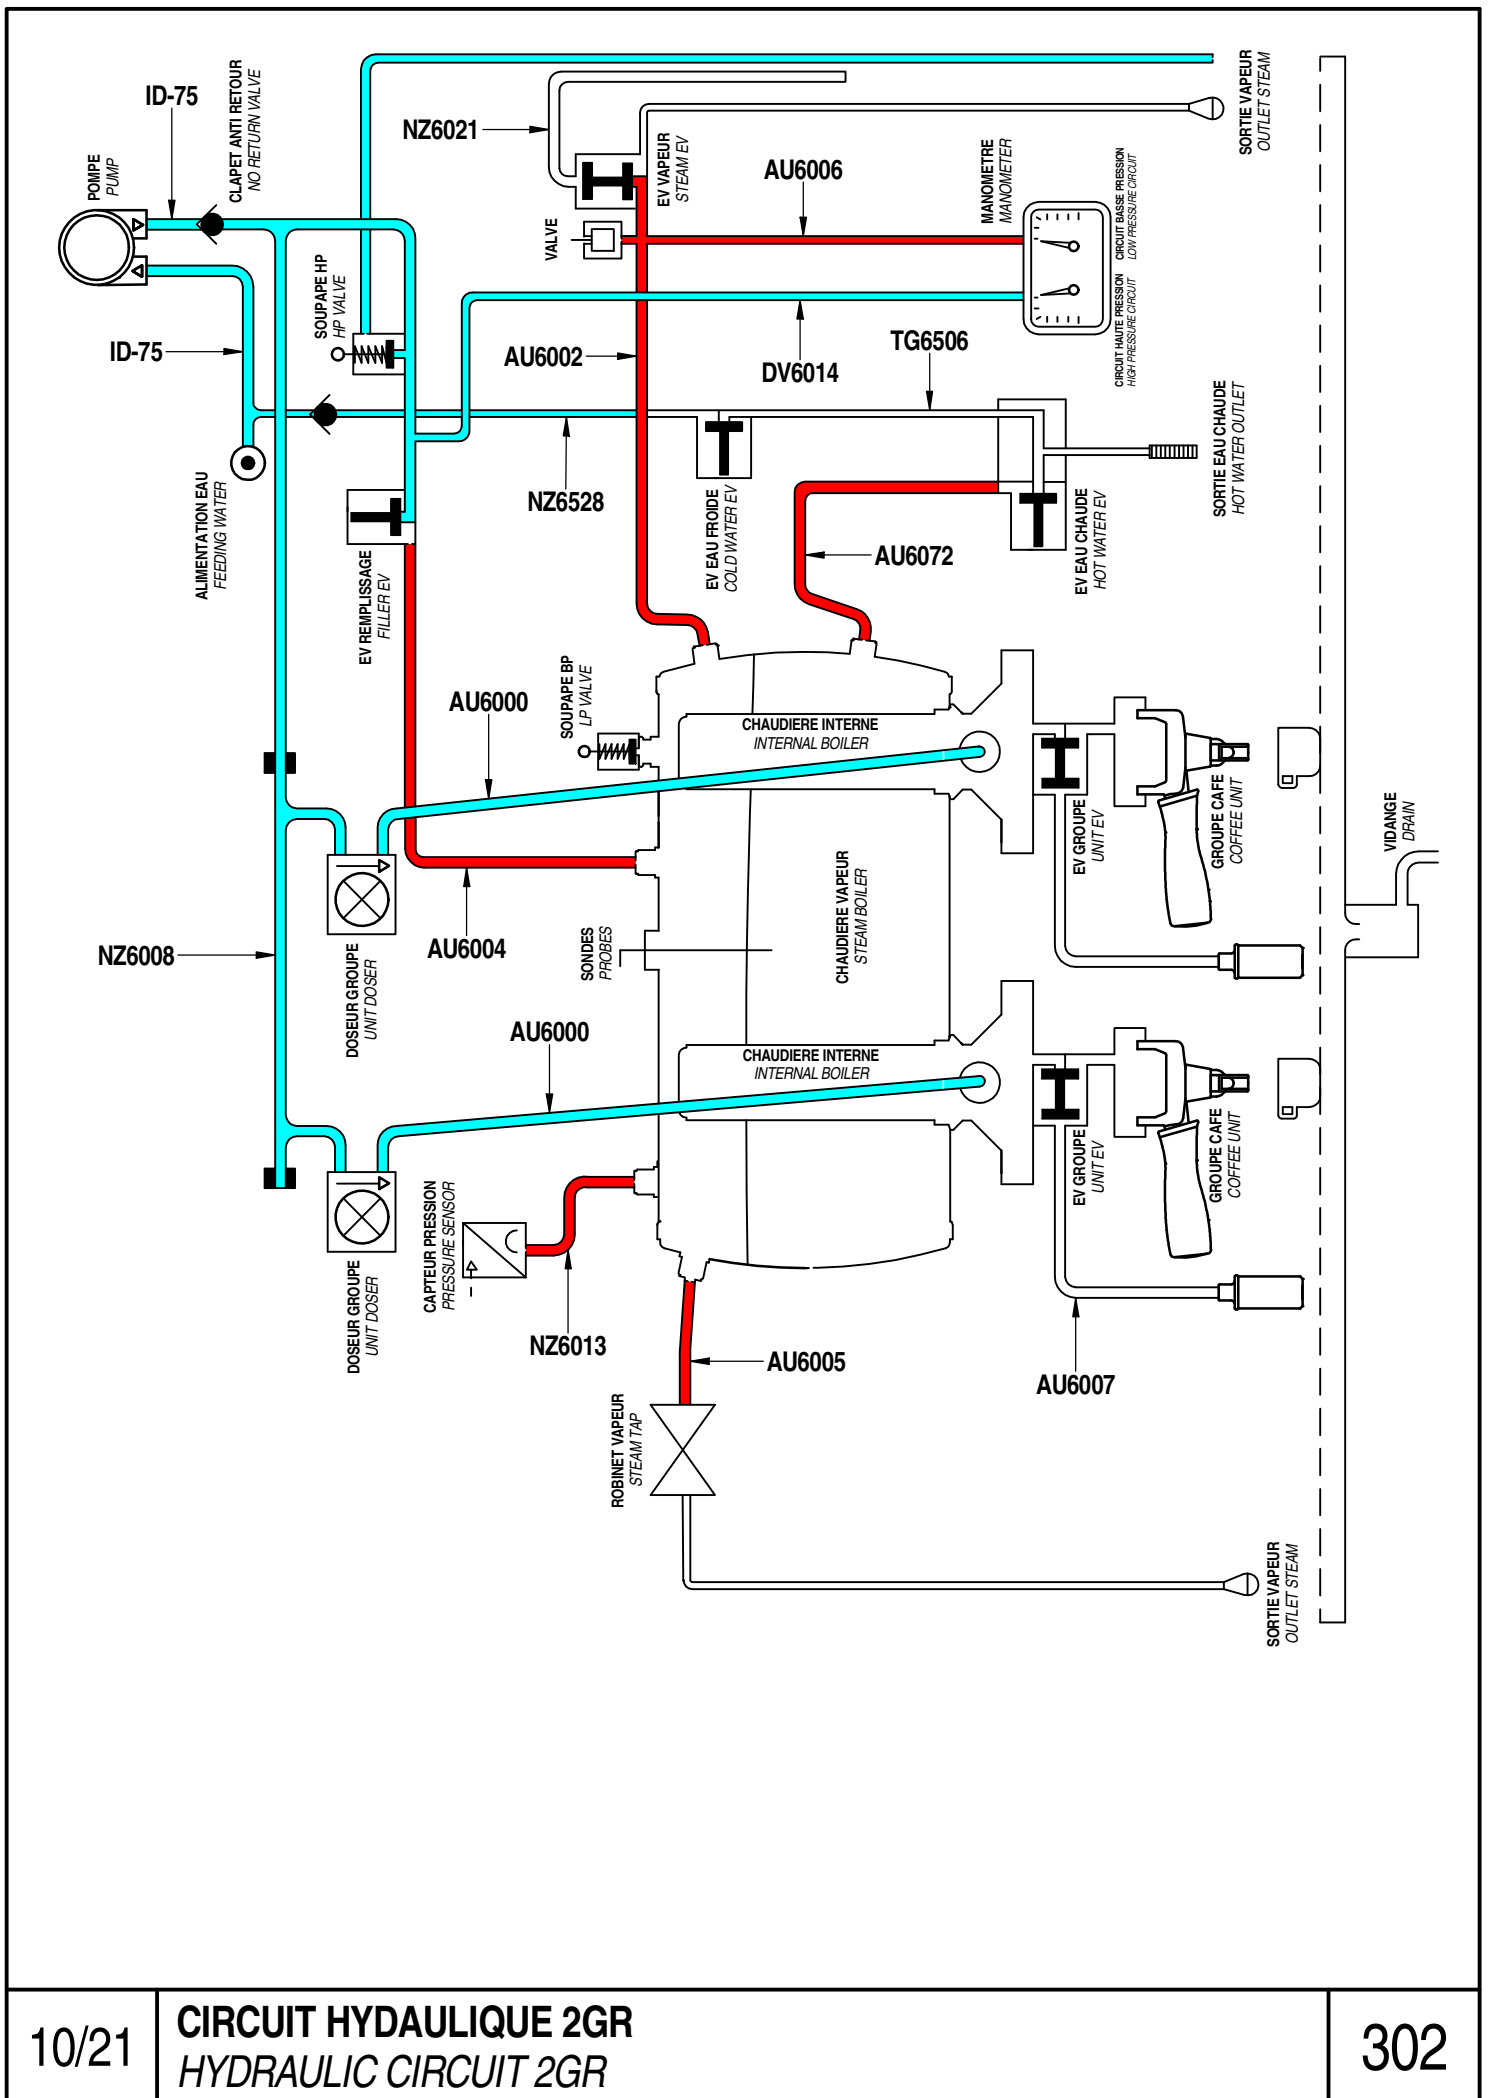 ID-75
CLAPET ANTI RETOUR
NO RETURN VALVE
POMPE
PUMP
NZ6021
EV VAPEUR
STEAM EV
AU6006
MANOMETRE
MANOMETER
CIRCUIT BASSE PRESSION
LOW PRESSURE CIRCUIT
CIRCUIT HAUTE PRESSION
HIGH PRESSURE CIRCUIT
SORTIE VAPEUR
OUTLET STEAM
VALVE
SOUPAPE HP
HP VALVE
ID-75
AU6002
DV6014
TG6506
ALIMENTATION EAU
FEEDING WATER
NZ6528
EV EAU FROIDE
COLD WATER EV
AU6072
EV EAU CHAUDE
HOT WATER EV
SORTIE EAU CHAUDE
HOT WATER OUTLET
EV REMPLISSAGE
FILLER EV
AU6000
SOUPAPE BP
LP VALVE
CHAUDIERE INTERNE
INTERNAL BOILER
EV GROUPE
UNIT EV
GROUPE CAFE
COFFEE UNIT
VIDANGE
DRAIN
NZ6008
DOSEUR GROUPE
UNIT DOSER
AU6004
SONDES
PROBES
CHAUDIERE VAPEUR
STEAM BOILER
AU6000
CHAUDIERE INTERNE
INTERNAL BOILER
EV GROUPE
UNIT EV
GROUPE CAFE
COFFEE UNIT
DOSEUR GROUPE
UNIT DOSER
CAPTEUR PRESSION
PRESSURE SENSOR
NZ6013
AU6005
AU6007
ROBINET VAPEUR
STEAM TAP
SORTIE VAPEUR
OUTLET STEAM
10/21
CIRCUIT HYDAULIQUE 2GR
HYDRAULIC CIRCUIT 2GR
302